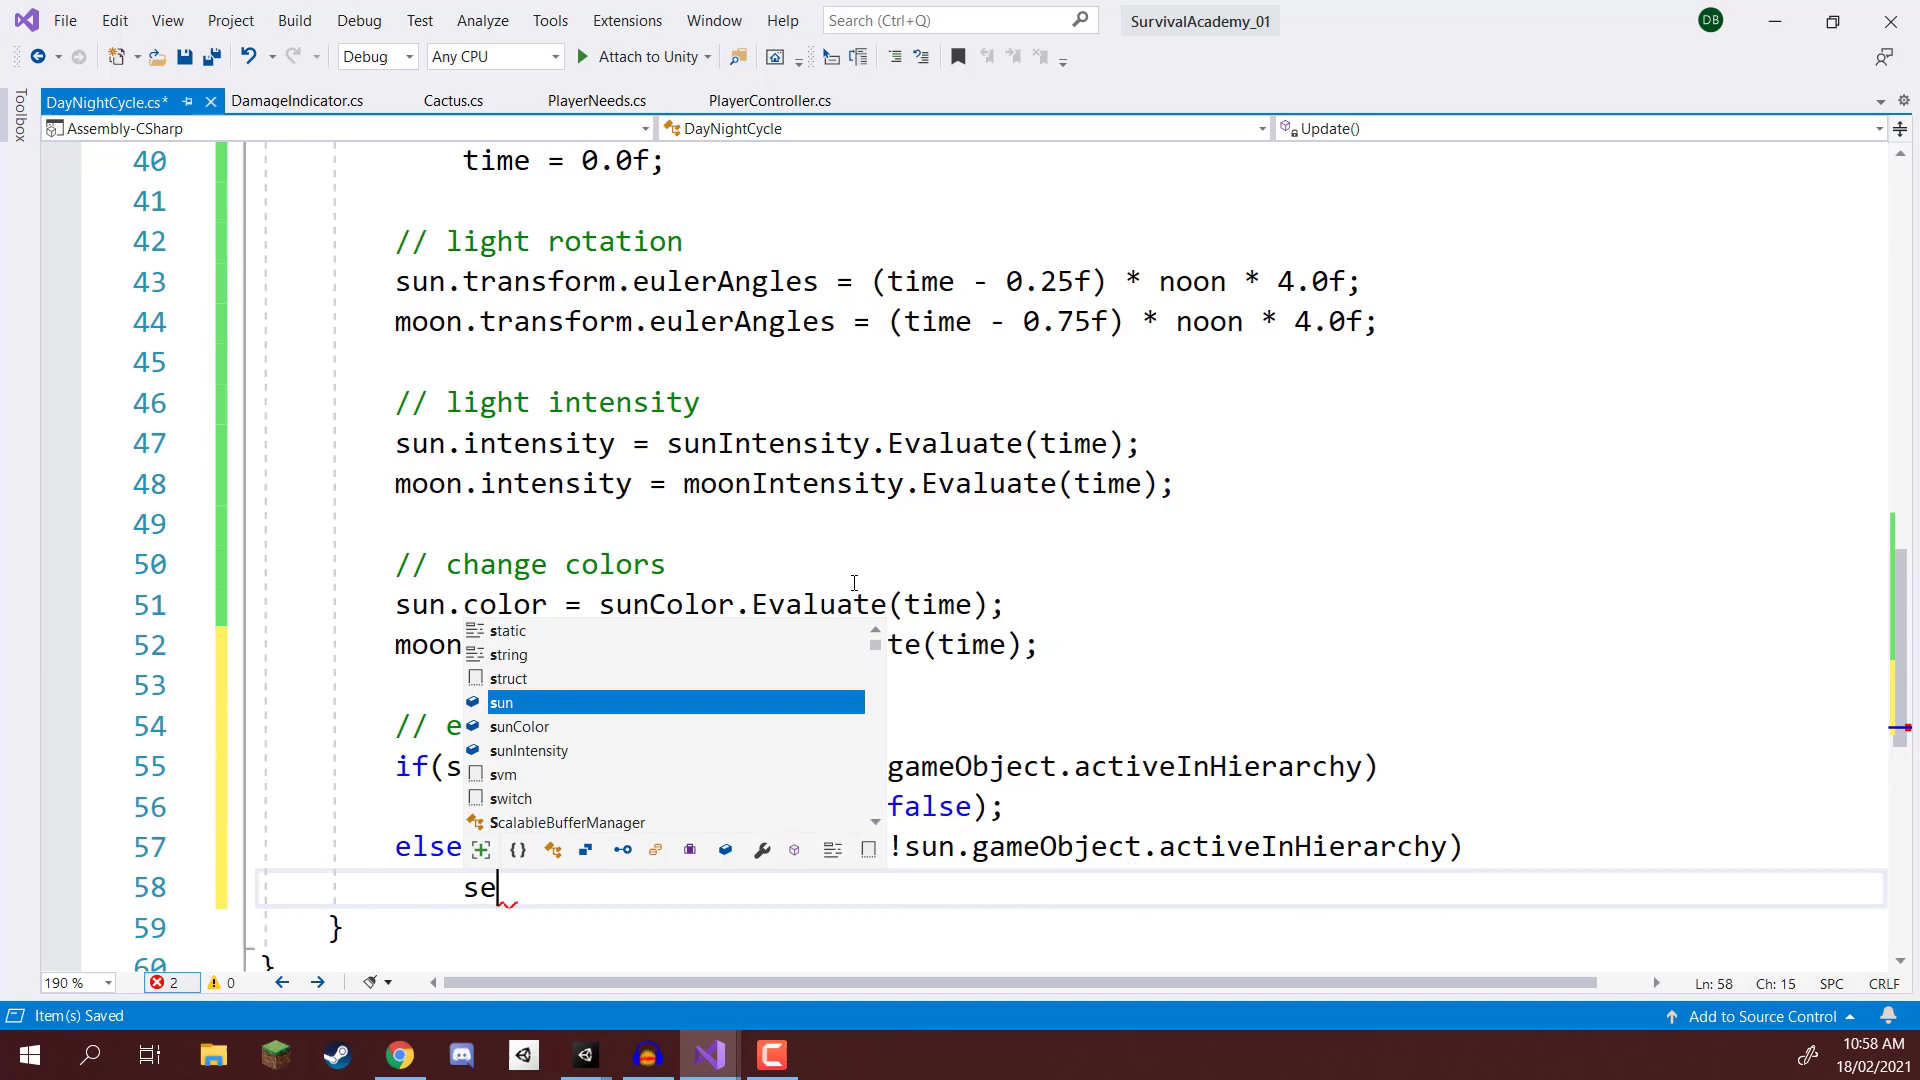 File Edit View Project Build Debug Test Analyze Tools Extensions Window Help Search (Ctrl+Q) SurvivalAcademy_01 DB
Debug Any CPU Attach to Unity
Toolbox
DayNightCycle.cs* DamageIndicator.cs Cactus.cs PlayerNeeds.cs PlayerController.cs
Assembly-CSharp DayNightCycle Update()
40 time = 0.0f;
41
42 // light rotation
43 sun.transform.eulerAngles = (time - 0.25f) * noon * 4.0f;
44 moon.transform.eulerAngles = (time - 0.75f) * noon * 4.0f;
45
46 // light intensity
47 sun.intensity = sunIntensity.Evaluate(time);
48 moon.intensity = moonIntensity.Evaluate(time);
49
50 // change colors
51 sun.color = sunColor.Evaluate(time);
static
52 moon te(time);
string
struct
53
sun
54 // e
sunColor
sunIntensity
55 if(s gameObject.activeInHierarchy)
svm
switch
56 false);
ScalableBufferManager
57 else !sun.gameObject.activeInHierarchy)
58 se
59 }
60 }
190 % 2 0 Ln: 58 Ch: 15 SPC CRLF
Item(s) Saved Add to Source Control
10:58 AM
18/02/2021